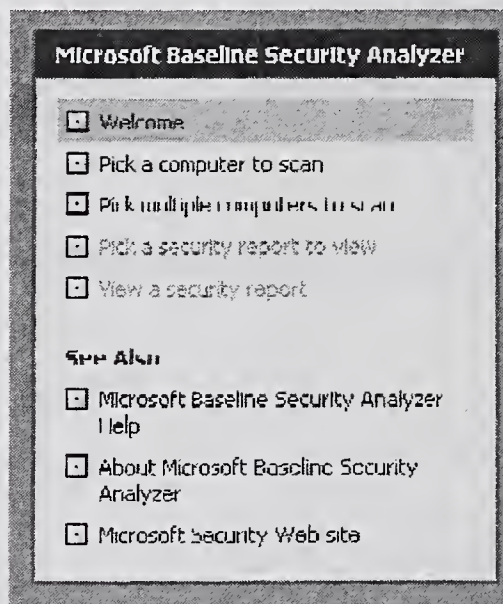 Microsoft Baseline Security Analyzer
Welcome
Pick a computer to scan
Pick multiple computers to scan
Pick a security report to view
View a security report
See Also
Microsoft Baseline Security Analyzer
Help
About Microsoft Baseline Security
Analyzer
Microsoft Security Web site